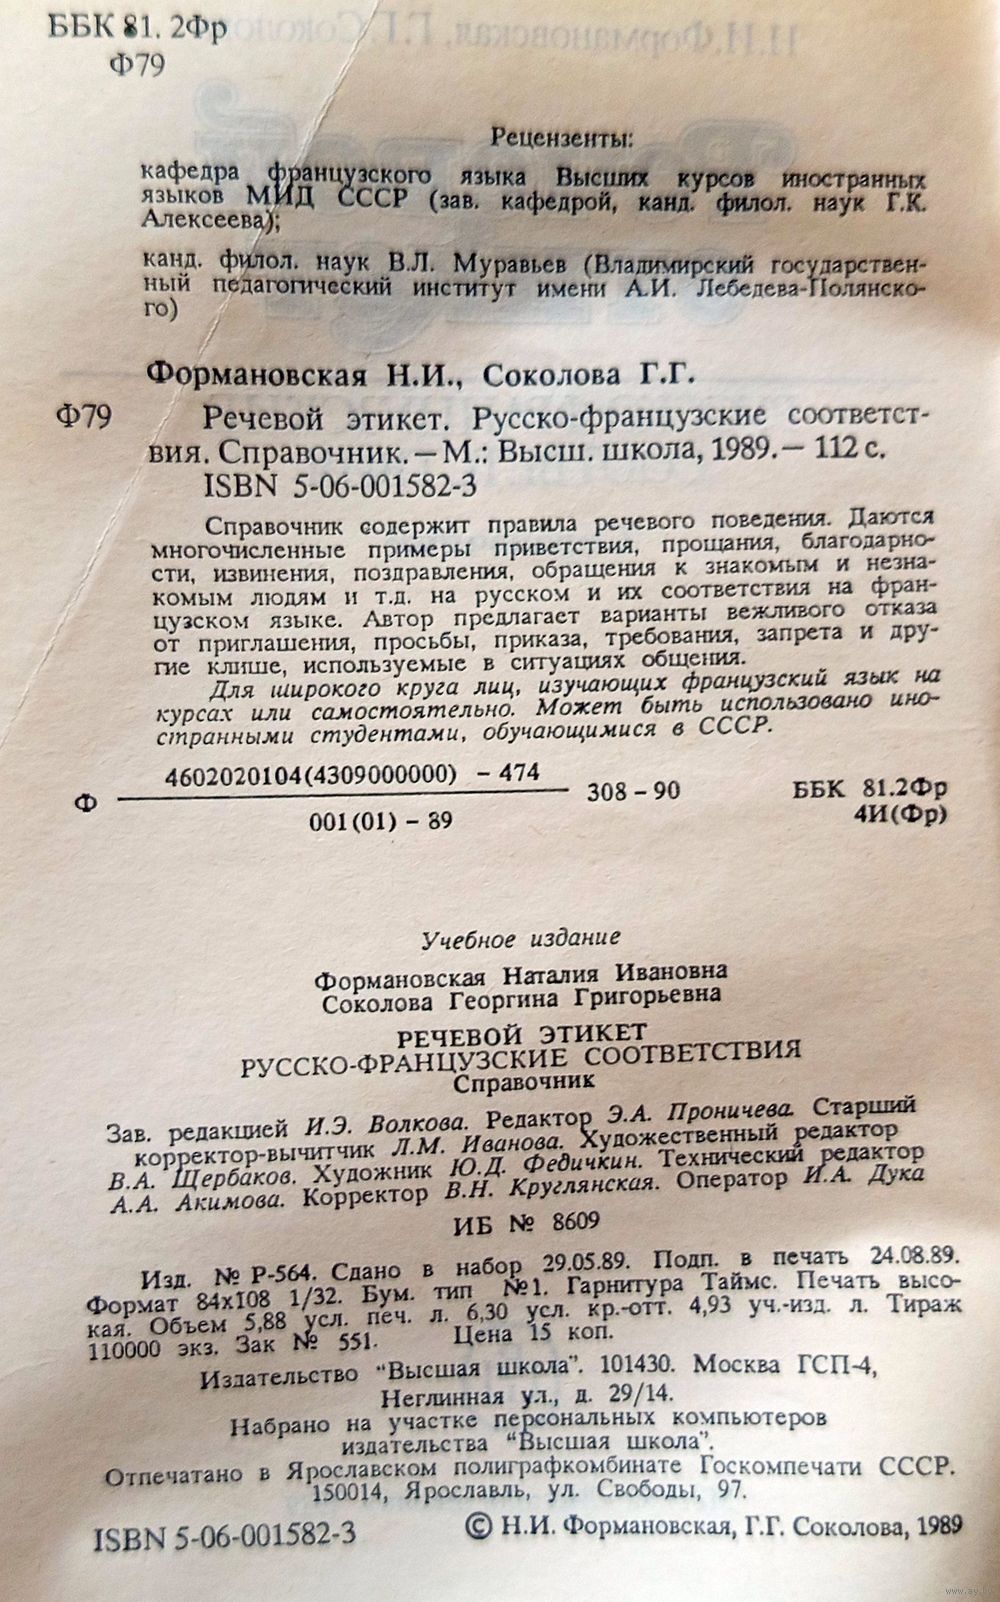 ББК 81. 2Фр
Ф79
Рецензенты:
кафедра французского языка Высших курсов иностранных
языков МИД СССР (зав. кафедрой, канд. филол. наук Г.К.
Алексеева);
канд. филол. наук В.Л. Муравьев (Владимирский государствен-
ный педагогический институт имени А.И. Лебедева-Полянско-
го)
Формановская Н.И., Соколова Г.Г.
Ф79 Речевой этикет. Русско-французские соответст-
вия. Справочник. — М.: Высш. школа, 1989. — 112 с.
ISBN 5-06-001582-3
Справочник содержит правила речевого поведения. Даются
многочисленные примеры приветствия, прощания, благодарно-
сти, извинения, поздравления, обращения к знакомым и незна-
комым людям и т.д. на русском и их соответствия на фран-
цузском языке. Автор предлагает варианты вежливого отказа
от приглашения, просьбы, приказа, требования, запрета и дру-
гие клише, используемые в ситуациях общения.
Для широкого круга лиц, изучающих французский язык на
курсах или самостоятельно. Может быть использовано ино-
странными студентами, обучающимися в СССР.
4602020104(4309000000) - 474
Ф 308 - 90 ББК 81.2Фр
001(01) - 89 4И(Фр)
Учебное издание
Формановская Наталия Ивановна
Соколова Георгина Григорьевна
РЕЧЕВОЙ ЭТИКЕТ
РУССКО-ФРАНЦУЗСКИЕ СООТВЕТСТВИЯ
Справочник
Зав. редакцией И.Э. Волкова. Редактор Э.А. Проничева. Старший
корректор-вычитчик Л.М. Иванова. Художественный редактор
В.А. Щербаков. Художник Ю.Д. Федичкин. Технический редактор
А.А. Акимова. Корректор В.Н. Круглянская. Оператор И.А. Дука
ИБ № 8609
Изд. № Р-564. Сдано в набор 29.05.89. Подп. в печать 24.08.89.
Формат 84х108 1/32. Бум. тип №1. Гарнитура Таймс. Печать высо-
кая. Объем 5,88 усл. печ. л. 6,30 усл. кр.-отт. 4,93 уч.-изд. л. Тираж
110000 экз. Зак № 551. Цена 15 коп.
Издательство "Высшая школа". 101430. Москва ГСП-4,
Неглинная ул., д. 29/14.
Набрано на участке персональных компьютеров
издательства "Высшая школа".
Отпечатано в Ярославском полиграфкомбинате Госкомпечати СССР.
150014, Ярославль, ул. Свободы, 97.
ISBN 5-06-001582-3 © Н.И. Формановская, Г.Г. Соколова, 1989